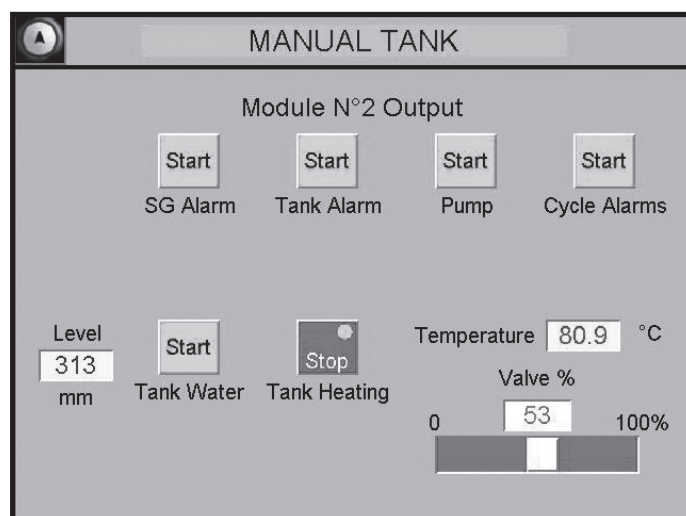 MANUAL TANK
Module N°2 Output
Start Start Start Start
SG Alarm Tank Alarm Pump Cycle Alarms
Level
313
mm
Start
Tank Water
Stop
Tank Heating
Temperature 80.9 °C
Valve %
0 53 100%